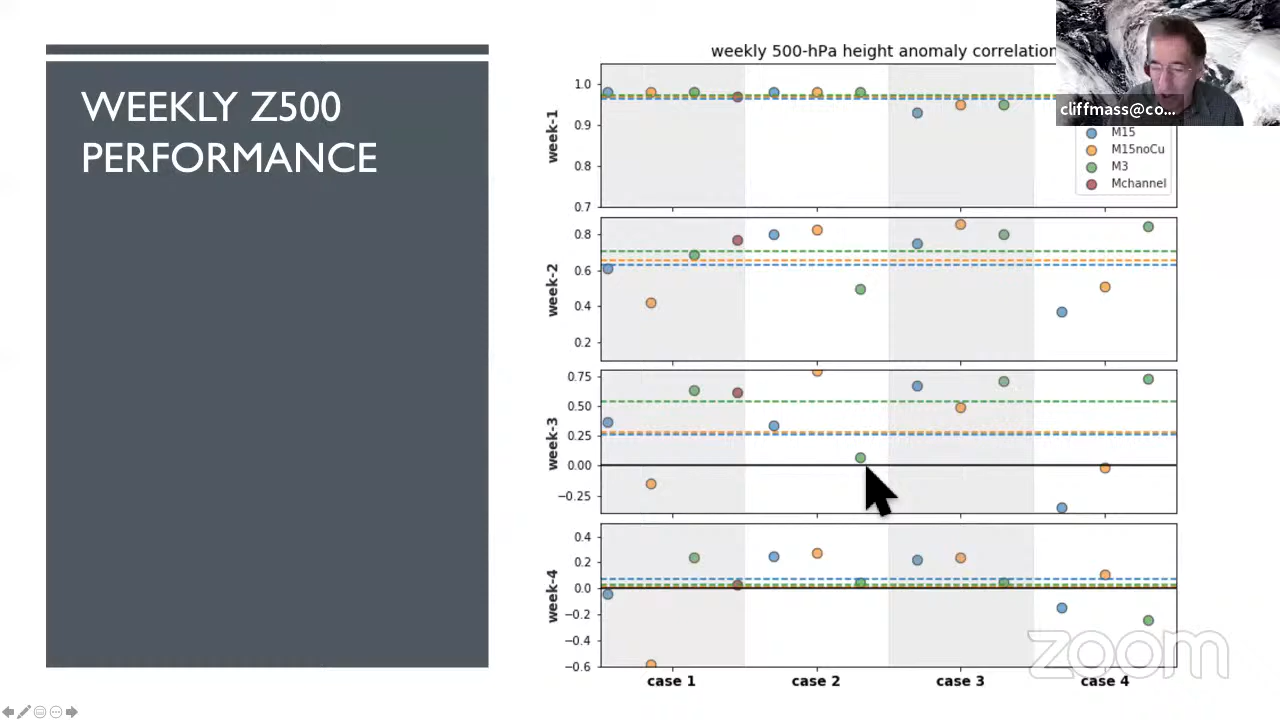 WEEKLY Z500
PERFORMANCE
weekly 500-hPa height anomaly correlation
cliffmass@co...
week-1
1.0
0.9
0.8
0.7
M15
M15noCu
M3
Mchannel
week-2
0.8
0.6
0.4
0.2
week-3
0.75
0.50
0.25
0.00
−0.25
week-4
0.4
0.2
0.0
−0.2
−0.4
−0.6
case 1 case 2 case 3 case 4
zoom